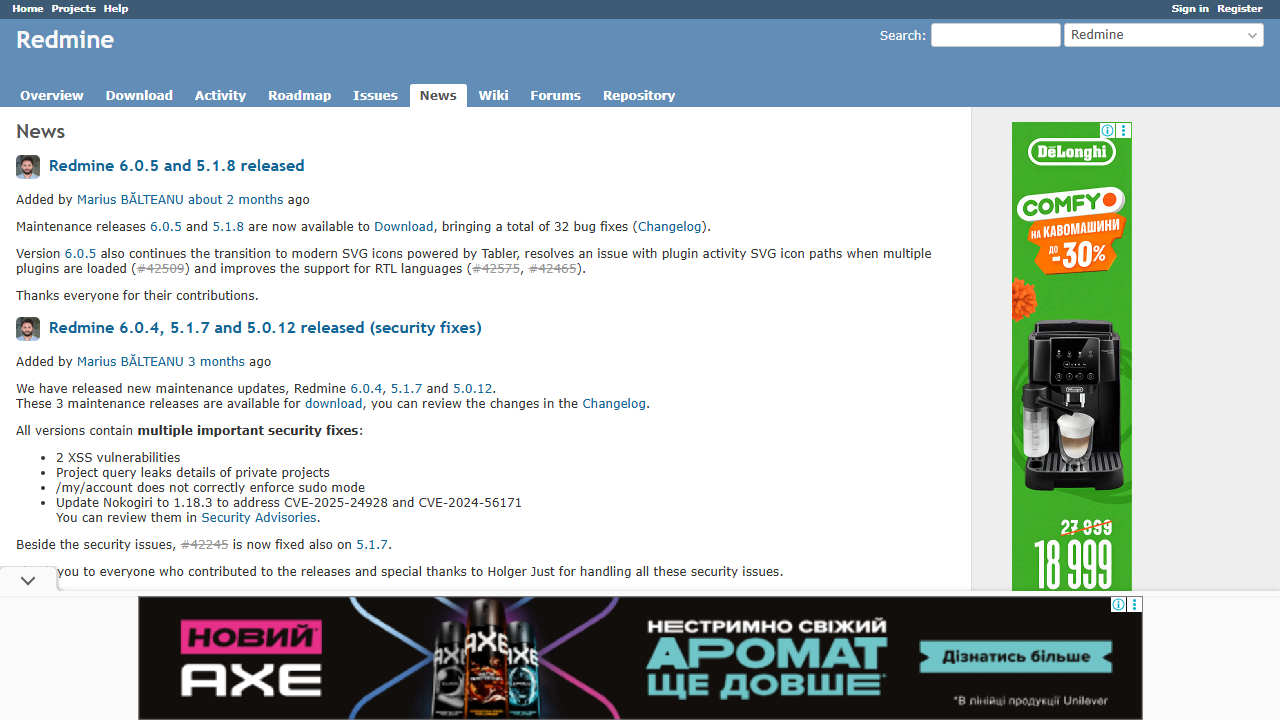 Home Projects Help
Sign in Register
Redmine
Search:
Redmine
Overview Download Activity Roadmap Issues News Wiki Forums Repository
News
Redmine 6.0.5 and 5.1.8 released
Added by Marius BĂLTEANU about 2 months ago
Maintenance releases 6.0.5 and 5.1.8 are now available to Download, bringing a total of 32 bug fixes (Changelog).
Version 6.0.5 also continues the transition to modern SVG icons powered by Tabler, resolves an issue with plugin activity SVG icon paths when multiple
plugins are loaded (#42509) and improves the support for RTL languages (#42575, #42465).
Thanks everyone for their contributions.
Redmine 6.0.4, 5.1.7 and 5.0.12 released (security fixes)
Added by Marius BĂLTEANU 3 months ago
We have released new maintenance updates, Redmine 6.0.4, 5.1.7 and 5.0.12.
These 3 maintenance releases are available for download, you can review the changes in the Changelog.
All versions contain multiple important security fixes:
2 XSS vulnerabilities
Project query leaks details of private projects
/my/account does not correctly enforce sudo mode
Update Nokogiri to 1.18.3 to address CVE-2025-24928 and CVE-2024-56171
You can review them in Security Advisories.
Beside the security issues, #42245 is now fixed also on 5.1.7.
you to everyone who contributed to the releases and special thanks to Holger Just for handling all these security issues.
DeLonghi
COMFY
НА КАВОМАШИНИ
ДО
-30%
27 999
18 999
НОВИЙ*
AXE
AXE
AXE
AXE
НЕСТРИМНО СВІЖИЙ
АРОМАТ
ЩЕ ДОВШЕ*
Дізнатись більше
*В лінійці продукції Unilever